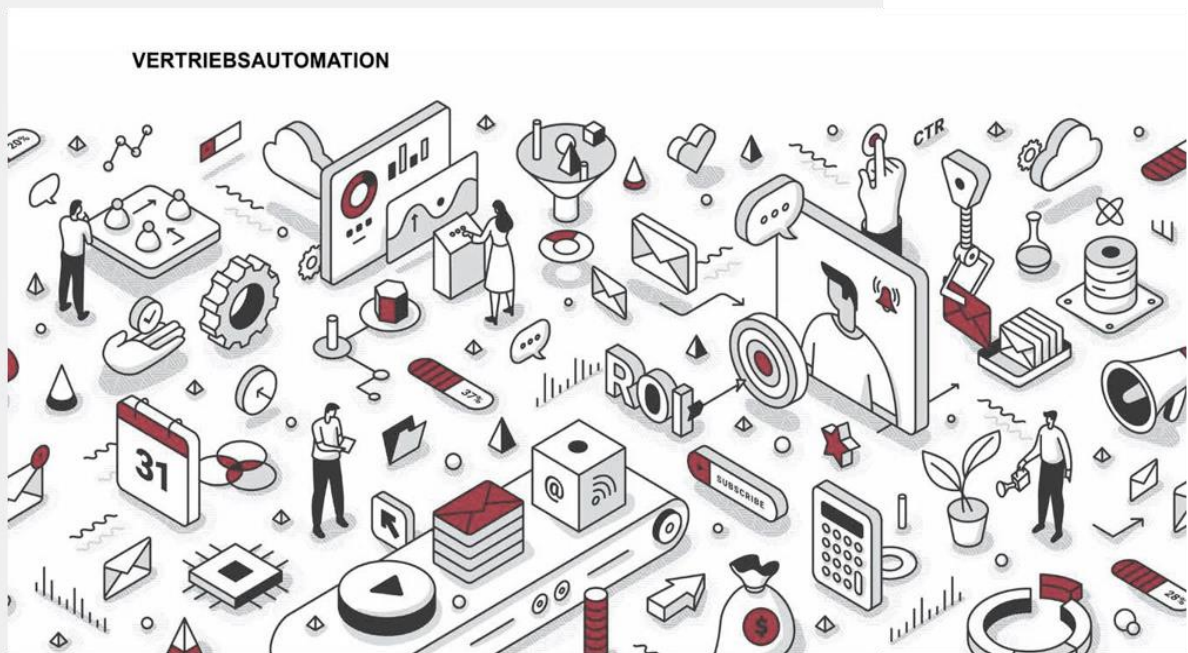 VERTRIEBSAUTOMATION
20%
CTR
37%
ROI
31
@
SUBSCRIBE
$
28%